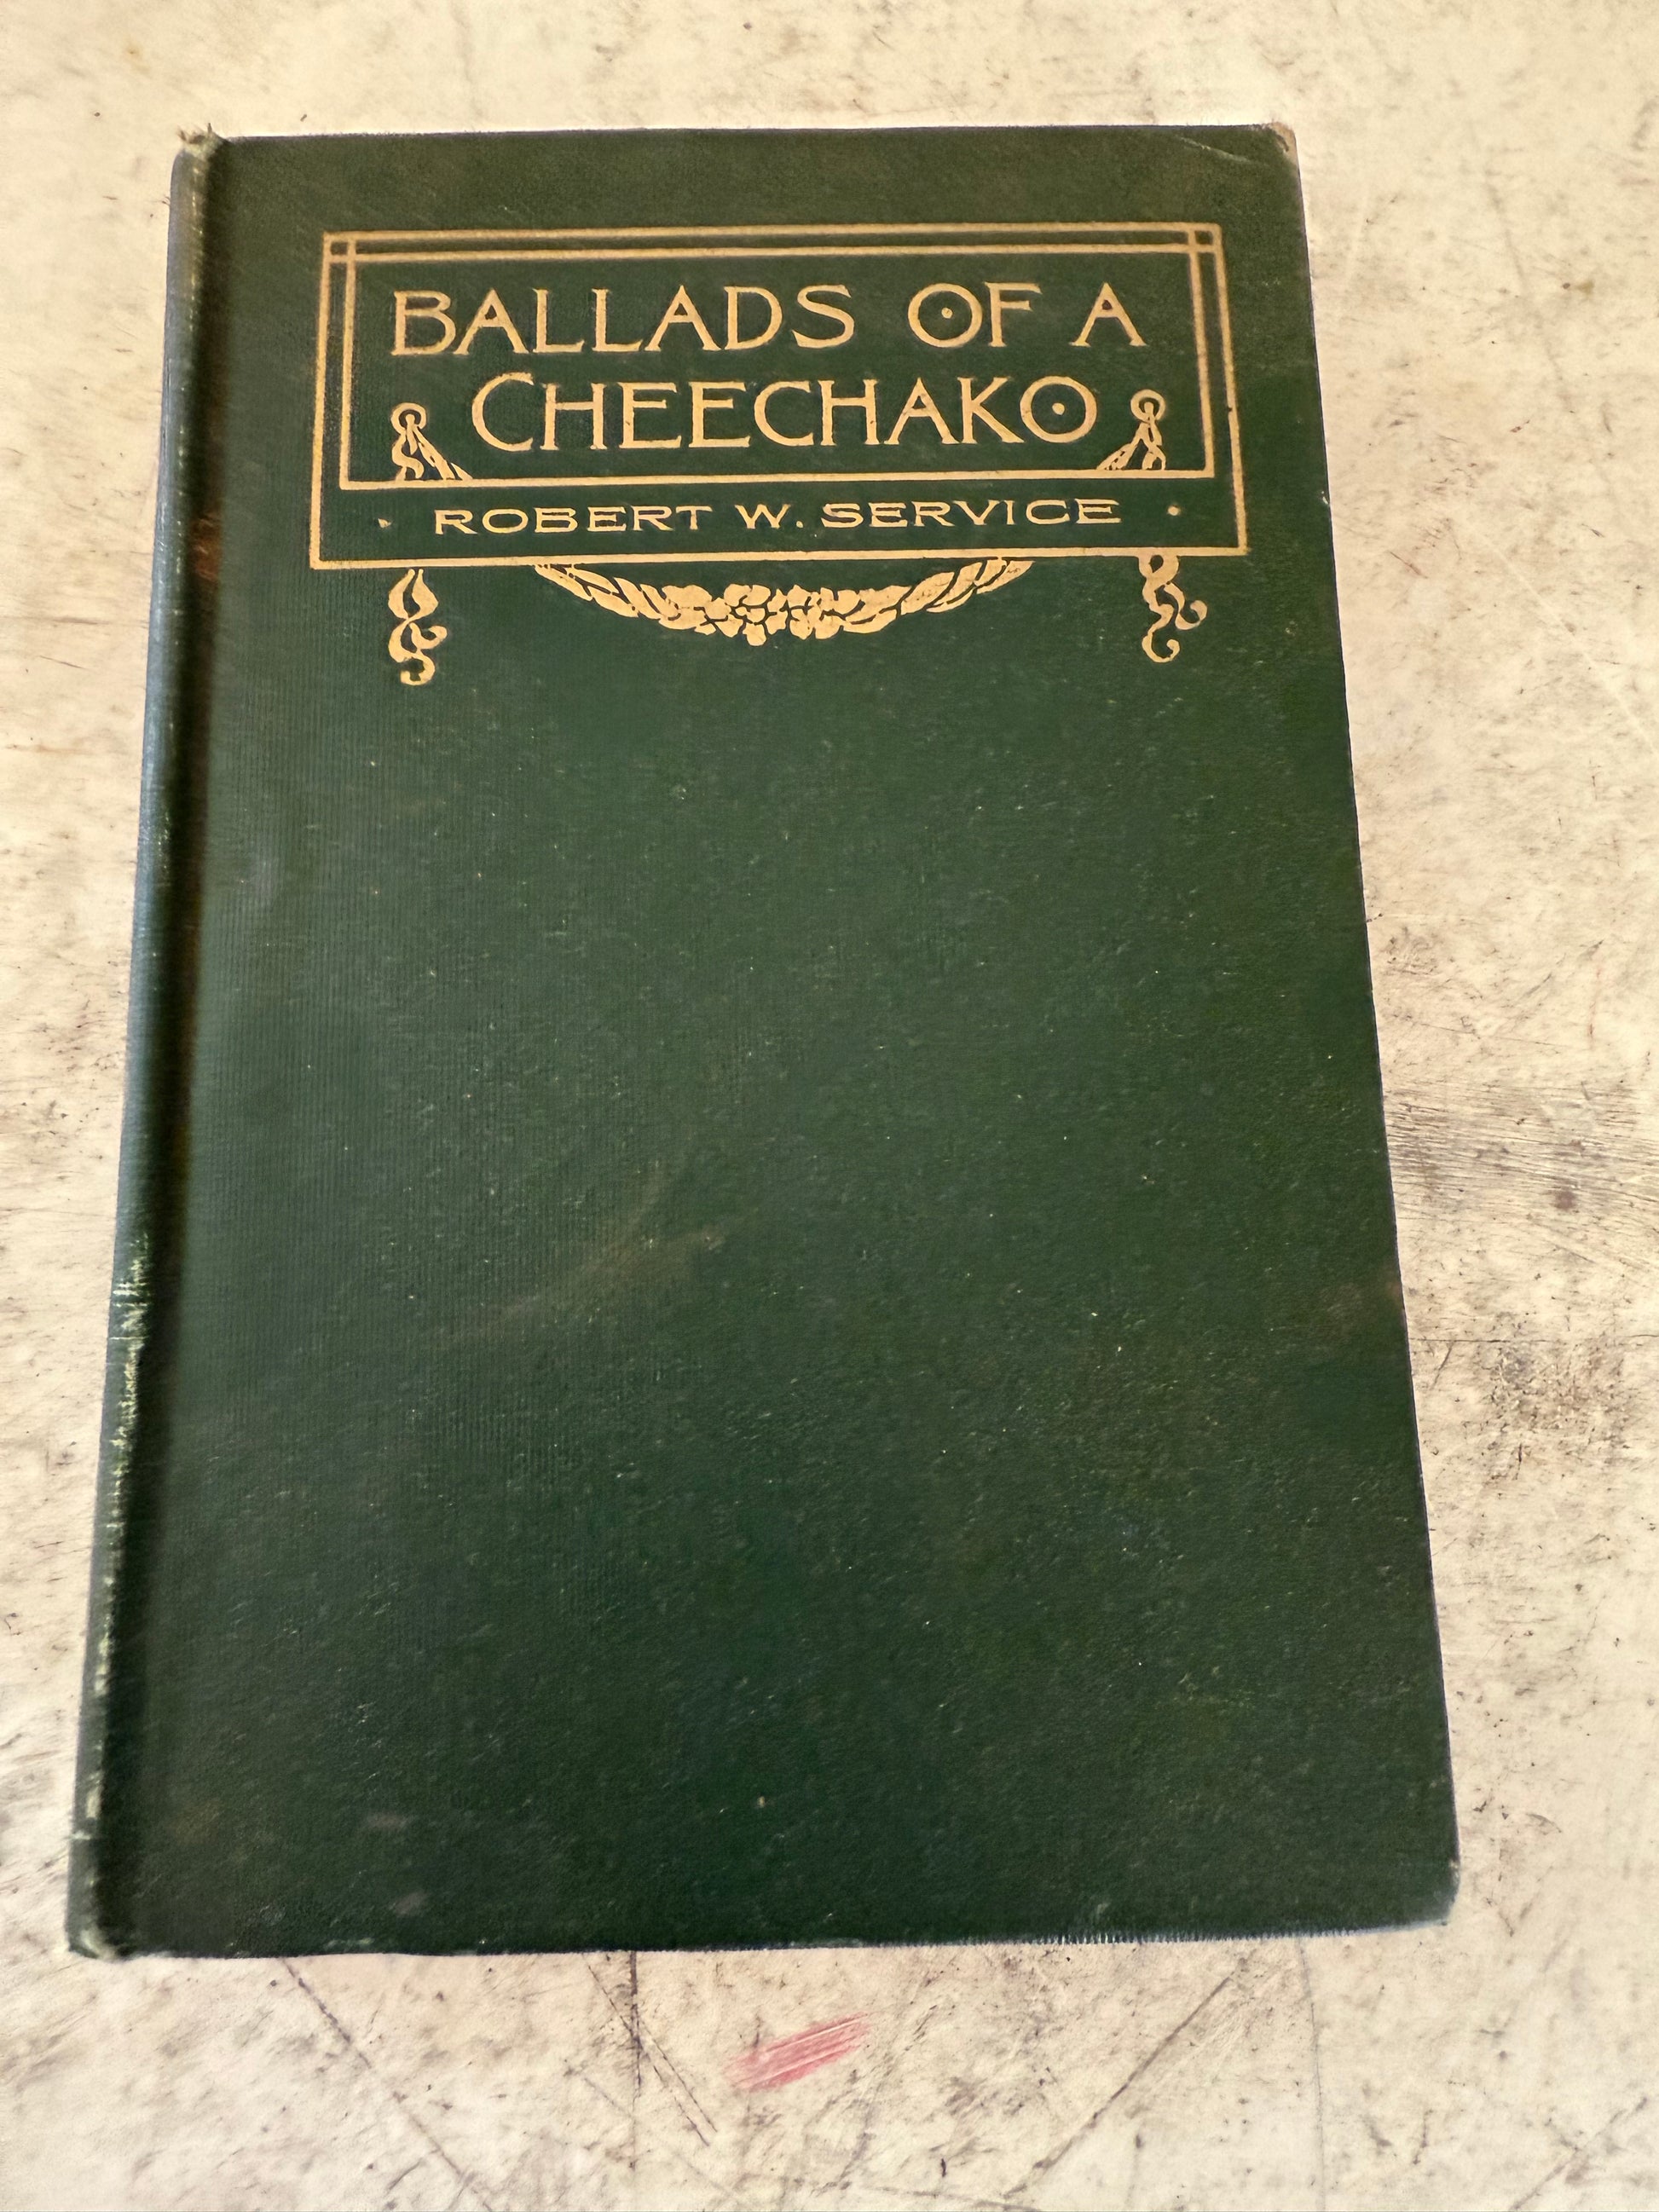 BALLADS OF A
CHEECHAKO
ROBERT W. SERVICE